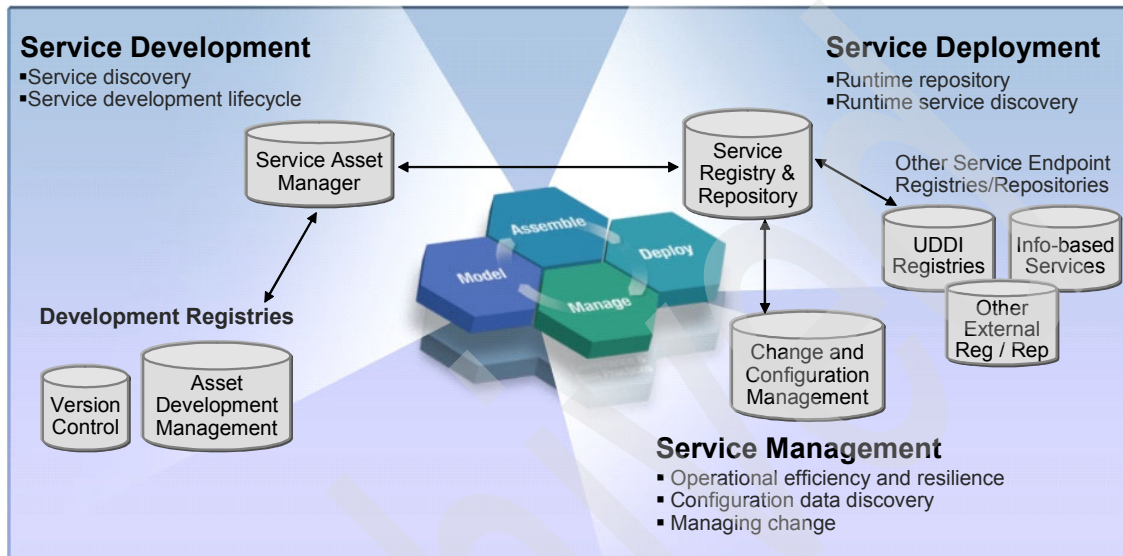 Service Development
▪Service discovery
▪Service development lifecycle
Service Asset
Manager
Development Registries
Version
Control
Asset
Development
Management
Assemble
Model
Deploy
Manage
Service Deployment
▪Runtime repository
▪Runtime service discovery
Service
Registry &
Repository
Other Service Endpoint
Registries/Repositories
UDDI
Registries
Info-based
Services
Other
External
Reg / Rep
Change and
Configuration
Management
Service Management
▪ Operational efficiency and resilience
▪ Configuration data discovery
▪ Managing change